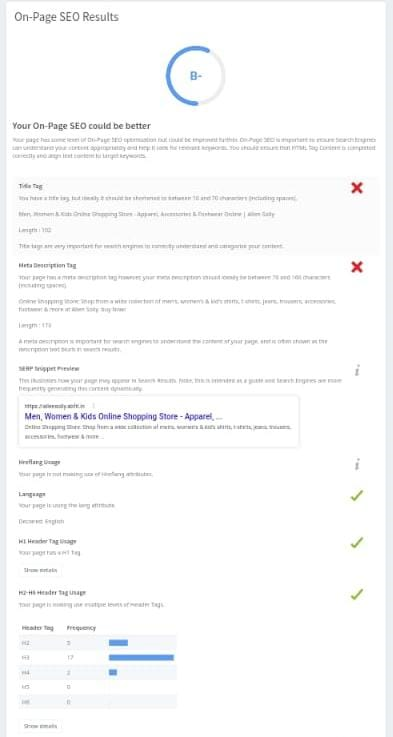 On-Page SEO Results
B-
Your On-Page SEO could be better
Your page has some level of On-Page SEO optimisation but could be improved further. On-Page SEO is important to ensure Search Engines
can understand your content appropriately and help it rank for relevant keywords. You should ensure that HTML Tag Content is completed
correctly and align text content to target keywords.
Title Tag
You have a title tag, but ideally it should be shortened to between 10 and 70 characters (including spaces).
Men, Women & Kids Online Shopping Store - Apparel, Accessories & Footwear Online | Allen Solly
Length : 102
Title tags are very important for search engines to correctly understand and categorise your content.
Meta Description Tag
Your page has a meta description tag however, your meta description should ideally be between 70 and 160 characters
(including spaces).
Online Shopping Store: Shop from a wide collection of men's, women's & kid's shirts, t-shirts, jeans, trousers, accessories,
footwear & more at Allen Solly. Buy Now!
Length : 173
A meta description is important for search engines to understand the content of your page, and is often shown as the
description text blurb in search results.
SERP Snippet Preview
This illustrates how your page may appear in Search Results. Note, this is intended as a guide and Search Engines are more
frequently generating this content dynamically.
https://allensolly.abfrl.in
Men, Women & Kids Online Shopping Store - Apparel, ...
Online Shopping Store: Shop from a wide collection of men's, women's & kid's shirts, t-shirts, jeans, trousers,
accessories, footwear & more
Hreflang Usage
Your page is not making use of Hreflang attributes.
Language
Your page is using the lang attribute.
Declared: English
H1 Header Tag Usage
Your page has a H1 Tag.
Show details
H2-H6 Header Tag Usage
Your page is making use multiple levels of Header Tags.
Header Tag Frequency
H2 5
H3 17
H4 2
H5 0
H6 0
Show details